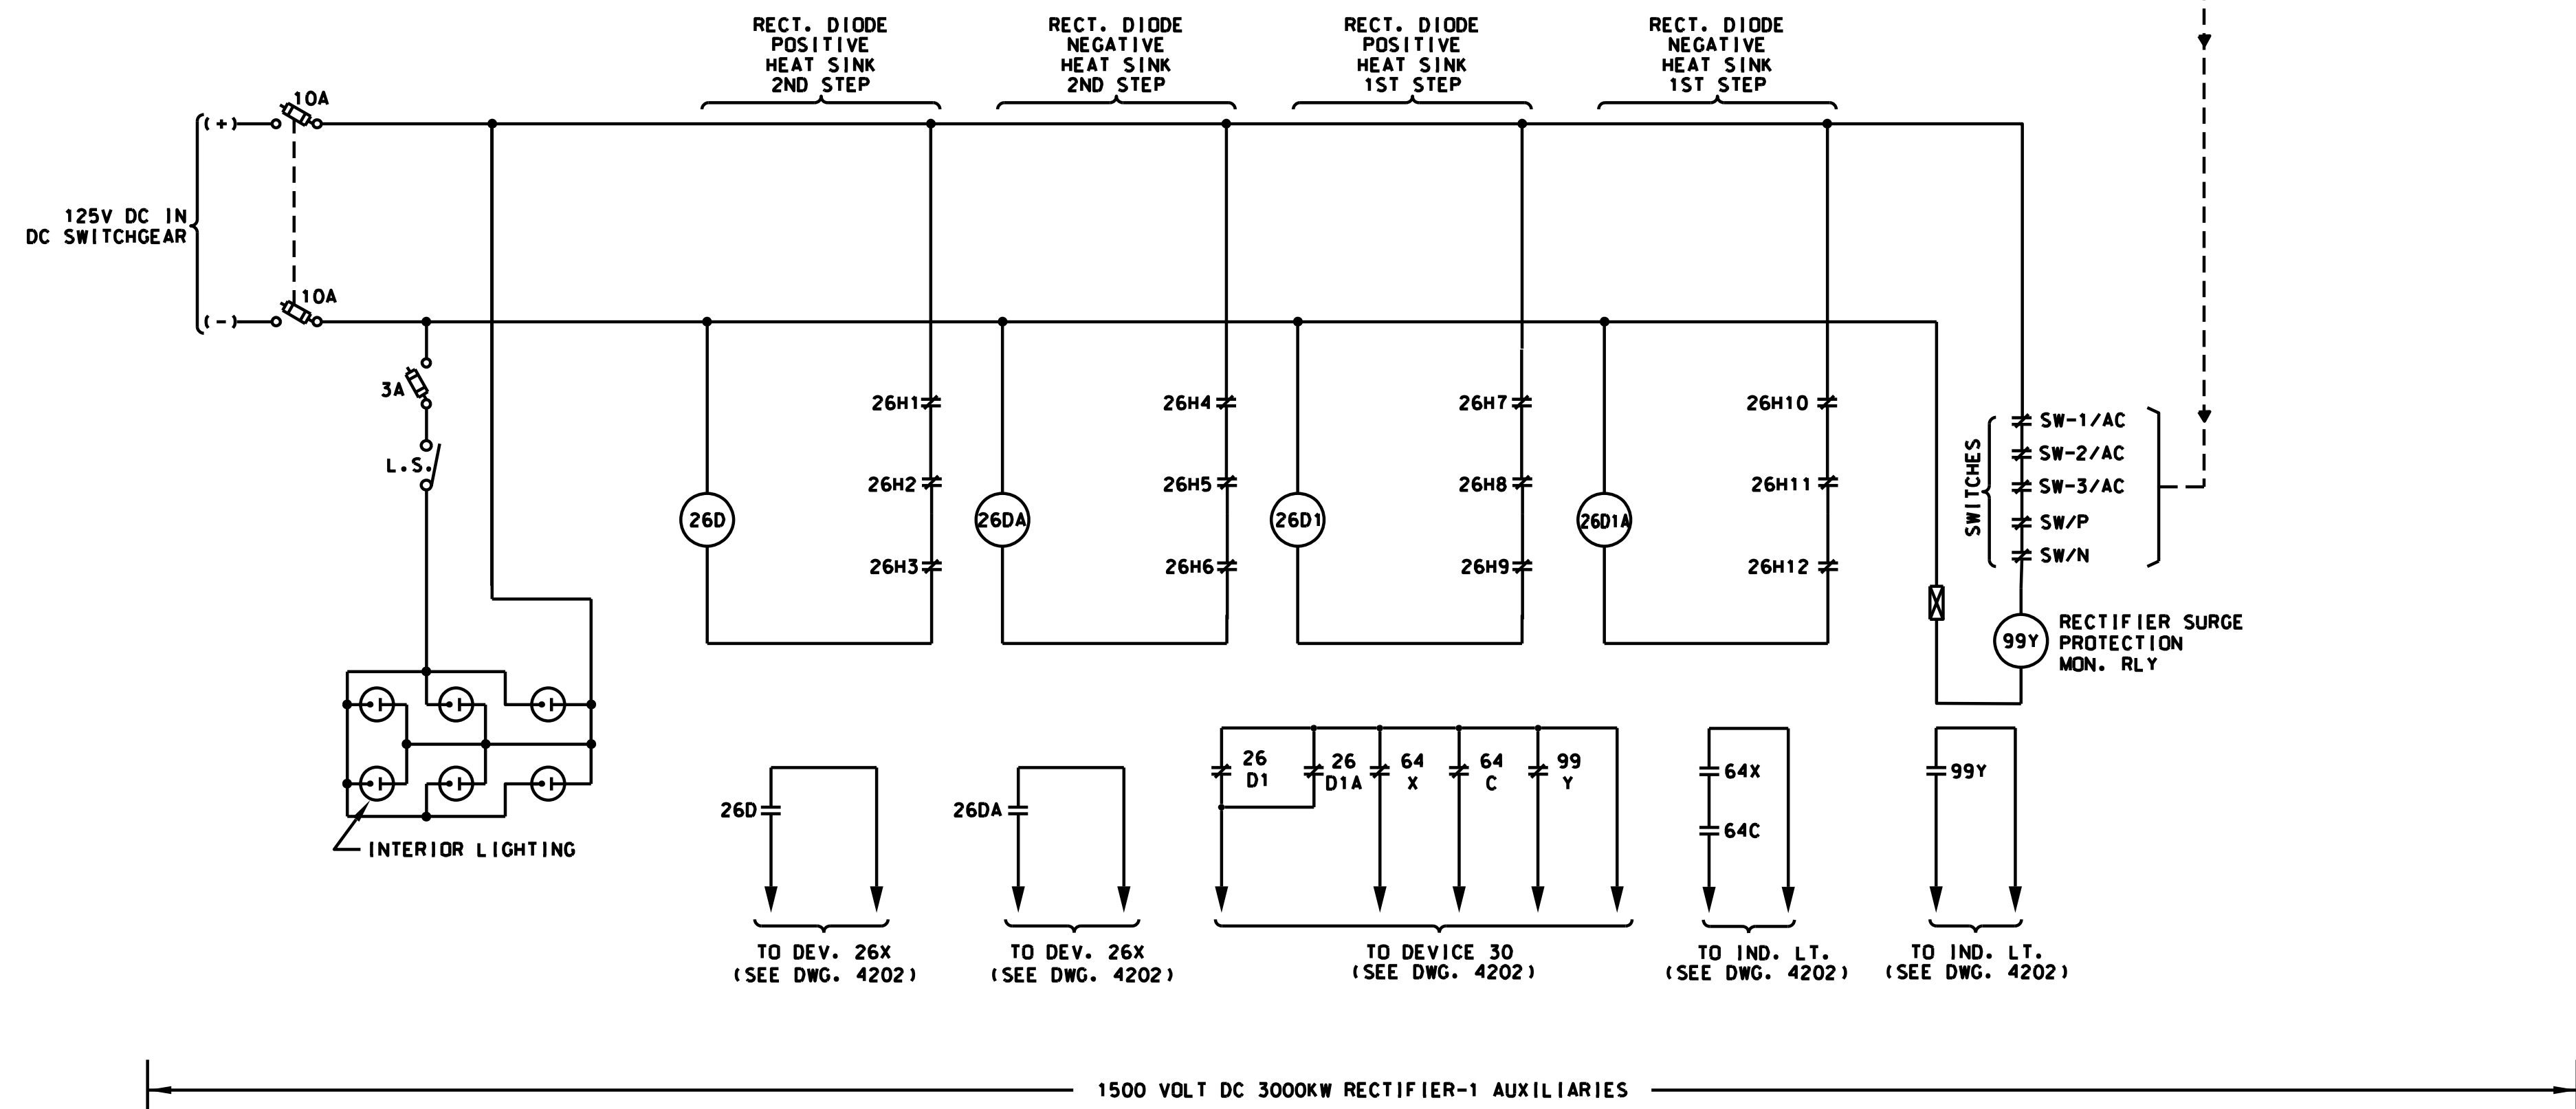 RECT. DIODE
POSITIVE
HEAT SINK
2ND STEP
RECT. DIODE
NEGATIVE
HEAT SINK
2ND STEP
RECT. DIODE
POSITIVE
HEAT SINK
1ST STEP
RECT. DIODE
NEGATIVE
HEAT SINK
1ST STEP
10A
(+)
125V DC IN
DC SWITCHGEAR
10A
(-)
3A
L.S.
26H1
26H2
26H3
26D
26H4
26H5
26H6
26DA
26H7
26H8
26H9
26D1
26H10
26H11
26H12
26D1A
SWITCHES
SW-1/AC
SW-2/AC
SW-3/AC
SW/P
SW/N
99Y
RECTIFIER SURGE
PROTECTION
MON. RLY
INTERIOR LIGHTING
26D
TO DEV. 26X
(SEE DWG. 4202)
26DA
TO DEV. 26X
(SEE DWG. 4202)
26
D1
26
D1A
64
X
64
C
99
Y
TO DEVICE 30
(SEE DWG. 4202)
64X
64C
TO IND. LT.
(SEE DWG. 4202)
99Y
TO IND. LT.
(SEE DWG. 4202)
1500 VOLT DC 3000KW RECTIFIER-1 AUXILIARIES